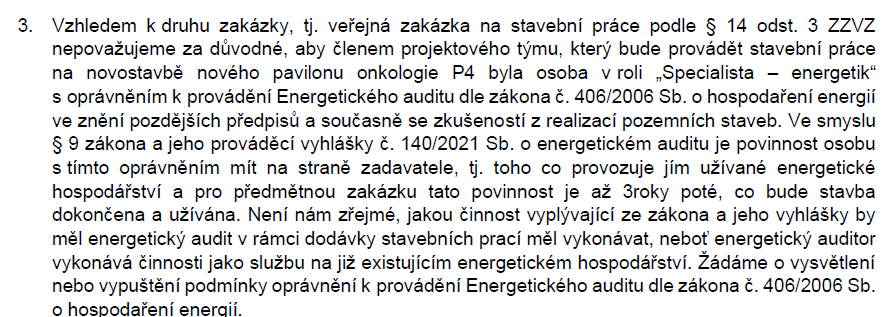 3. Vzhledem k druhu zakázky, tj. veřejná zakázka na stavební práce podle § 14 odst. 3 ZZVZ
nepovažujeme za důvodné, aby členem projektového týmu, který bude provádět stavební práce
na novostavbě nového pavilonu onkologie P4 byla osoba v roli „Specialista – energetik“
s oprávněním k provádění Energetického auditu dle zákona č. 406/2006 Sb. o hospodaření energií
ve znění pozdějších předpisů a současně se zkušeností z realizací pozemních staveb. Ve smyslu
§ 9 zákona a jeho prováděcí vyhlášky č. 140/2021 Sb. o energetickém auditu je povinnost osobu
s tímto oprávněním mít na straně zadavatele, tj. toho co provozuje jím užívané energetické
hospodářství a pro předmětnou zakázku tato povinnost je až 3roky poté, co bude stavba
dokončena a užívána. Není nám zřejmé, jakou činnost vyplývající ze zákona a jeho vyhlášky by
měl energetický audit v rámci dodávky stavebních prací měl vykonávat, neboť energetický auditor
vykonává činnosti jako službu na již existujícím energetickém hospodářství. Žádáme o vysvětlení
nebo vypuštění podmínky oprávnění k provádění Energetického auditu dle zákona č. 406/2006 Sb.
o hospodaření energií.